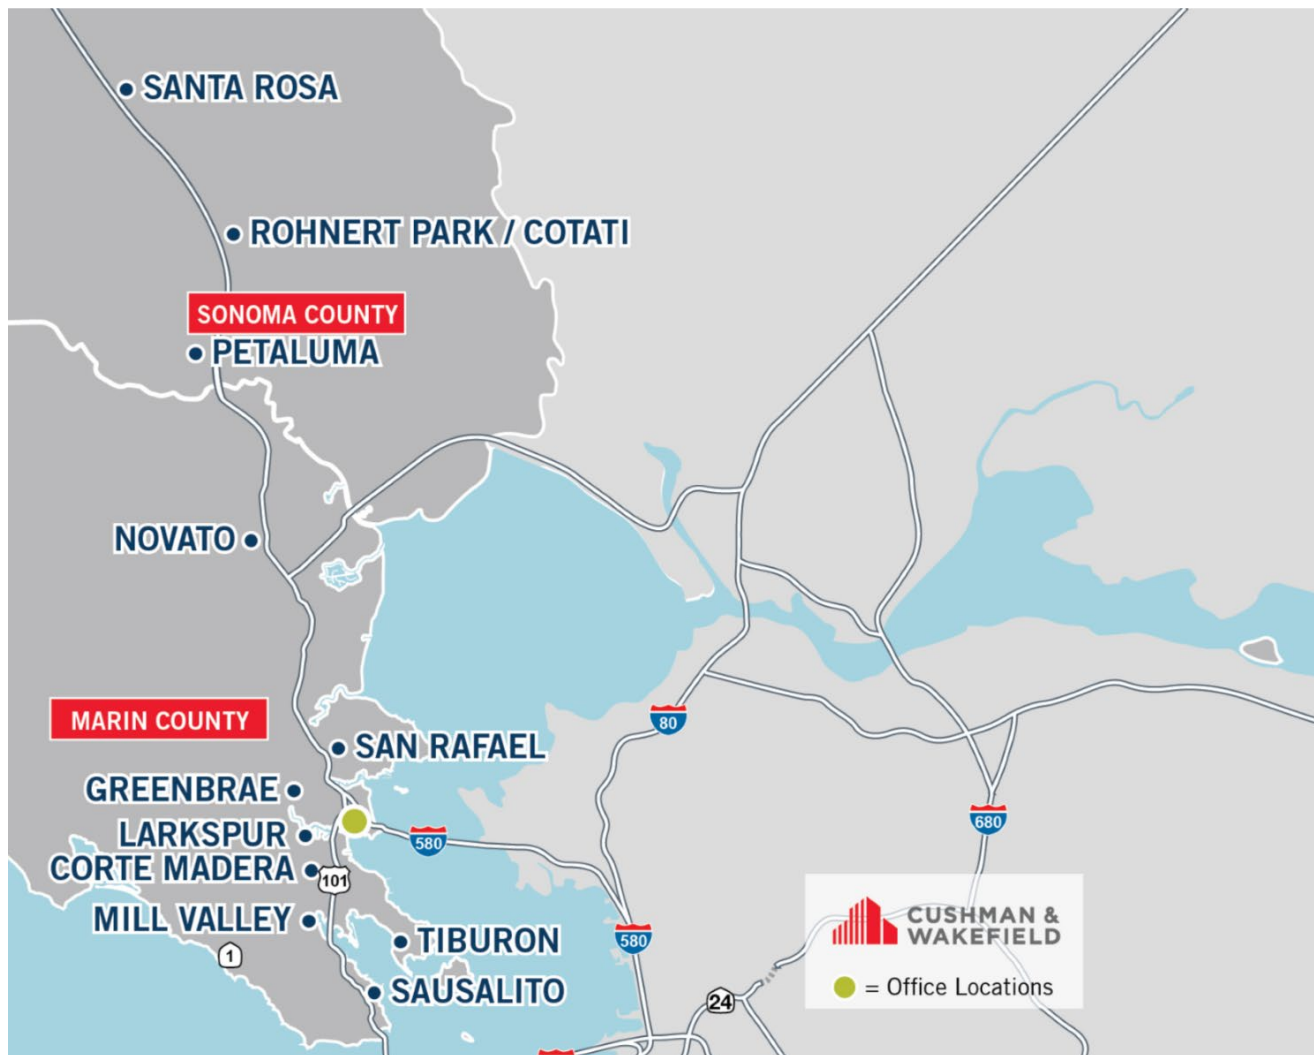 SANTA ROSA
ROHNERT PARK / COTATI
SONOMA COUNTY
PETALUMA
NOVATO
MARIN COUNTY
80
SAN RAFAEL
GREENBRAE
LARKSPUR
580
680
CORTE MADERA
101
MILL VALLEY
TIBURON
580
CUSHMAN &
WAKEFIELD
1
SAUSALITO
24
= Office Locations